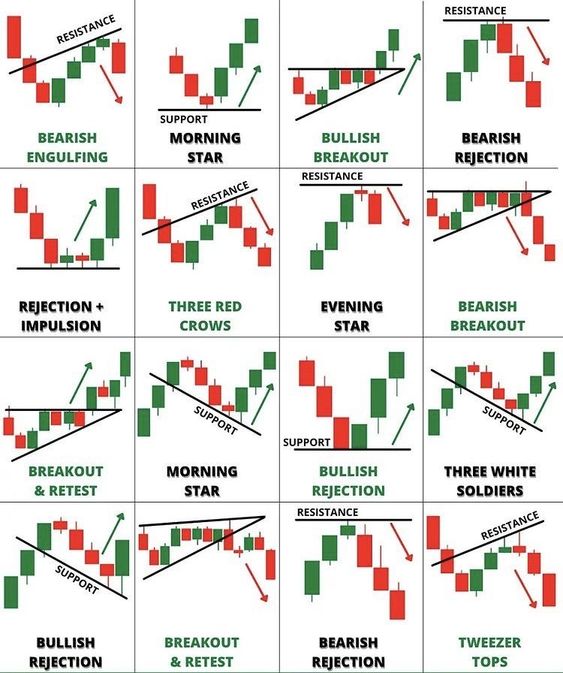 RESISTANCE
BEARISH
ENGULFING
SUPPORT
MORNING
STAR
BULLISH
BREAKOUT
RESISTANCE
BEARISH
REJECTION
REJECTION +
IMPULSION
RESISTANCE
THREE RED
CROWS
RESISTANCE
EVENING
STAR
BEARISH
BREAKOUT
BREAKOUT
& RETEST
SUPPORT
MORNING
STAR
SUPPORT
BULLISH
REJECTION
SUPPORT
THREE WHITE
SOLDIERS
SUPPORT
BULLISH
REJECTION
BREAKOUT
& RETEST
RESISTANCE
BEARISH
REJECTION
RESISTANCE
TWEEZER
TOPS